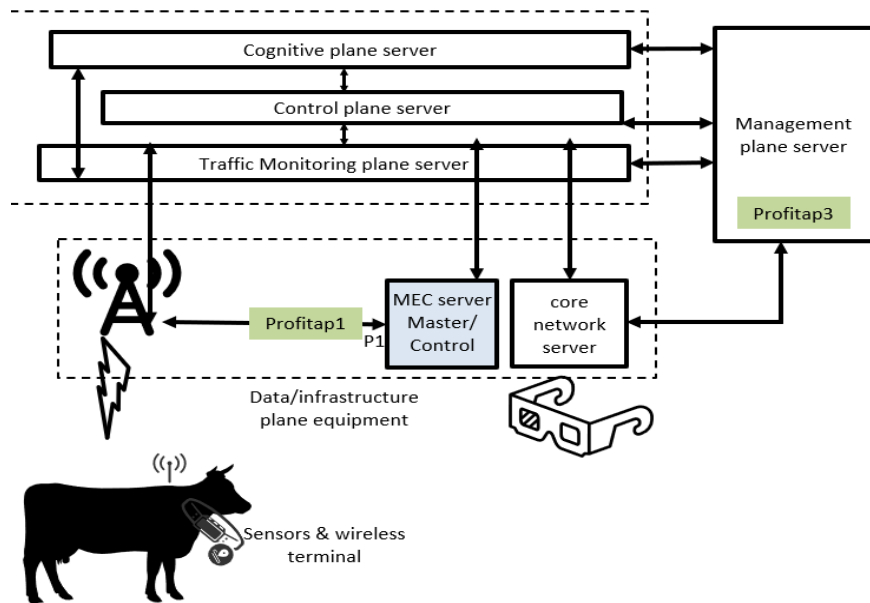 Cognitive plane server
Control plane server
Traffic Monitoring plane server
Management
plane server
Profitap3
Profitap1
P1
MEC server
Master/
Control
core
network
server
Data/infrastructure
plane equipment
Sensors & wireless
terminal